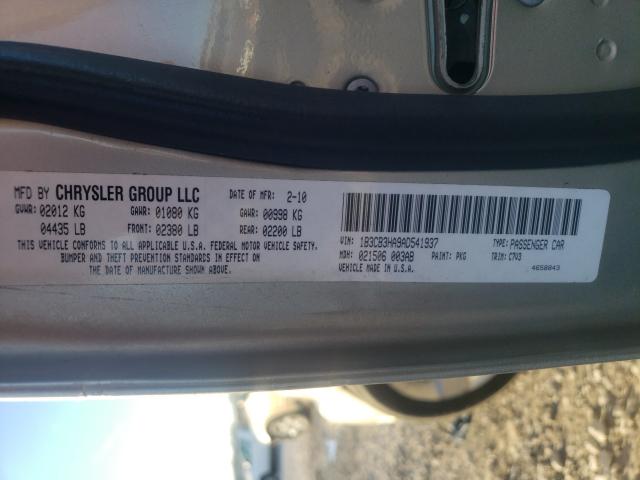 MFD BY CHRYSLER GROUP LLC DATE OF MFR: 2-10
GVWR: 02012 KG GAWR: 01080 KG GAWR: 00998 KG
04435 LB FRONT: 02380 LB REAR: 02200 LB
THIS VEHICLE CONFORMS TO ALL APPLICABLE U.S.A. FEDERAL MOTOR VEHICLE SAFETY,
BUMPER AND THEFT PREVENTION STANDARDS IN EFFECT ON
THE DATE OF MANUFACTURE SHOWN ABOVE.
VIN: 1B3CB3HA9AD541937 TYPE: PASSENGER CAR
MDH: 021506 003AB PAINT: PKG TRIM: C7V3
VEHICLE MADE IN U.S.A. 4658843